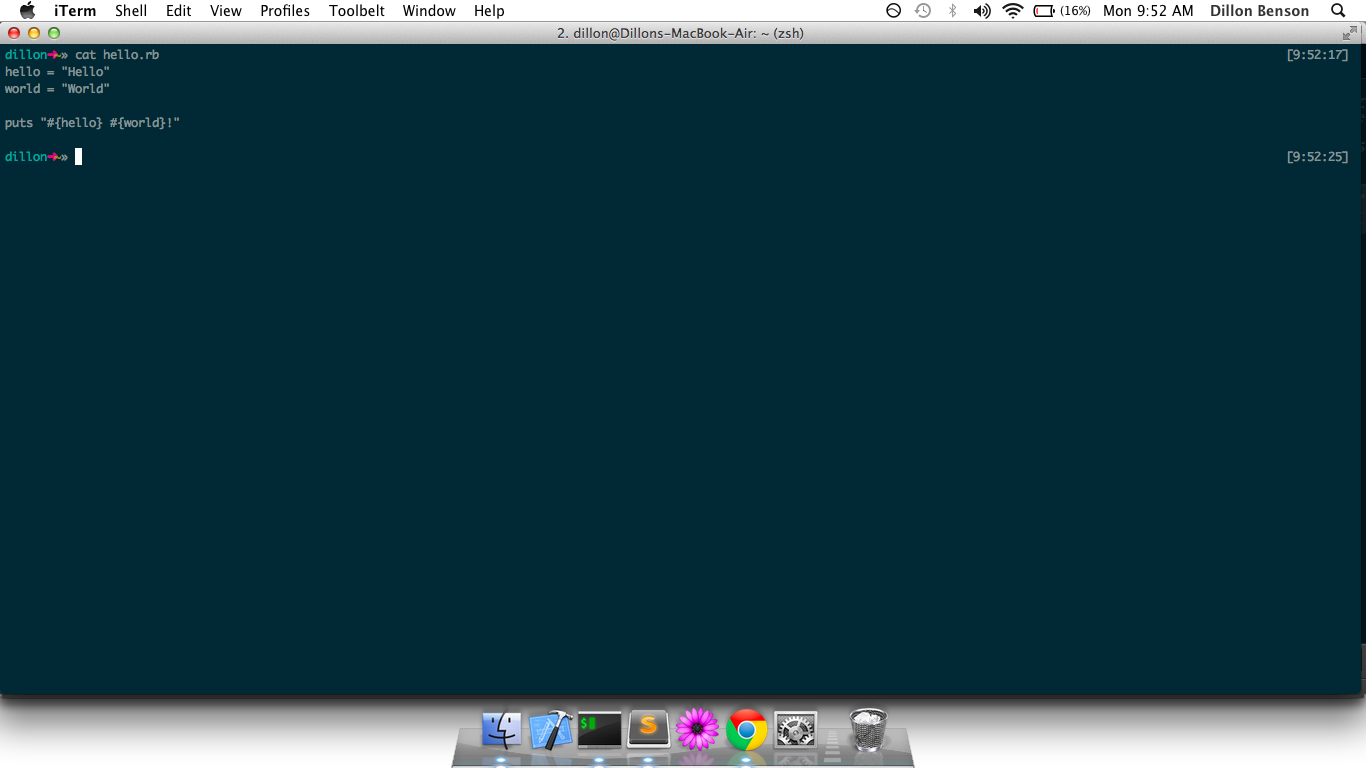 iTerm Shell Edit View Profiles Toolbelt Window Help (16%) Mon 9:52 AM Dillon Benson
2. dillon@Dillons-MacBook-Air: ~ (zsh)
dillon➜~» cat hello.rb [9:52:17]
hello = "Hello"
world = "World"
puts "#{hello} #{world}!"
dillon➜~» [9:52:25]
$
S